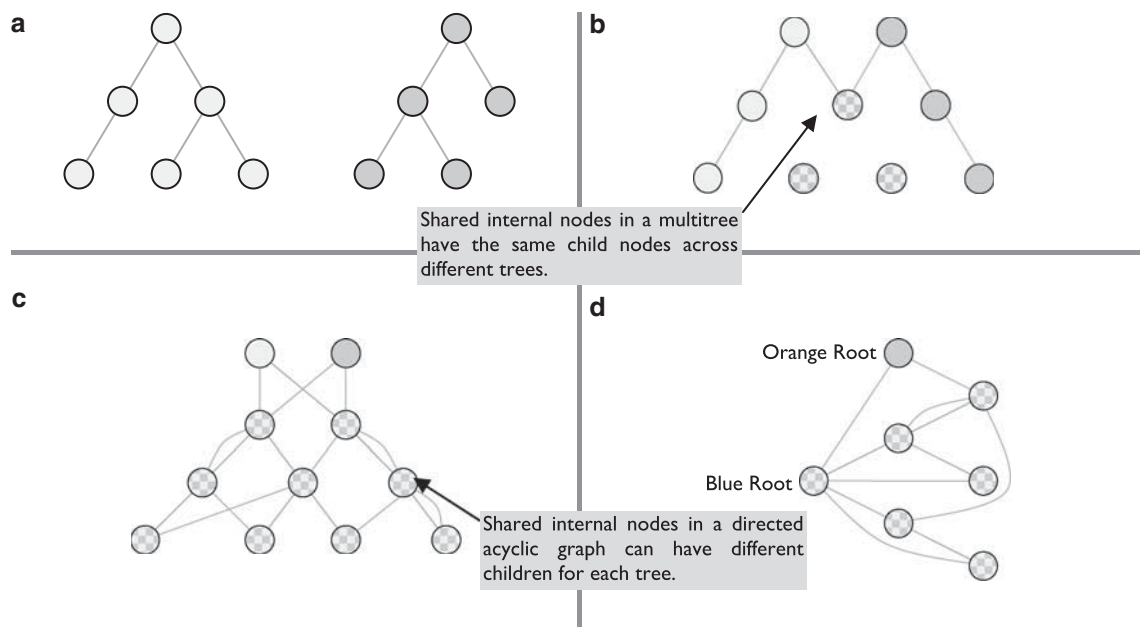 a
b
Shared internal nodes in a multitree
have the same child nodes across
different trees.
c
d
Orange Root
Blue Root
Shared internal nodes in a directed
acyclic graph can have different
children for each tree.